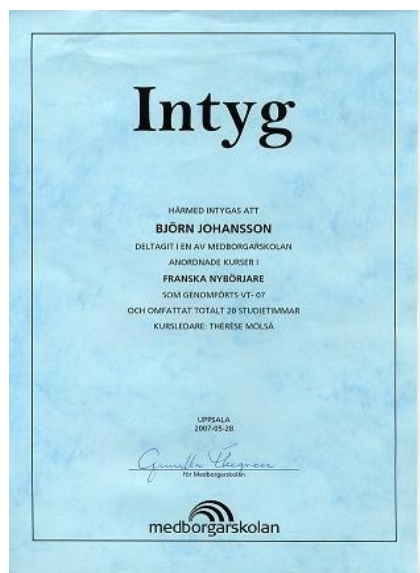 Intyg
HÄRMED INTYGAS ATT
BJÖRN JOHANSSON
DELTAGIT I EN AV MEDBORGARSKOLAN
ANORDNADE KURSER I
FRANSKA NYBÖRJARE
SOM GENOMFÖRTS VT- 07
OCH OMFATTAT TOTALT 20 STUDIETIMMAR
KURSLEDARE: THÉRÈSE MÖLSÄ
UPPSALA
2007-05-28
Gunilla
för Medborgarskolan
medborgarskolan